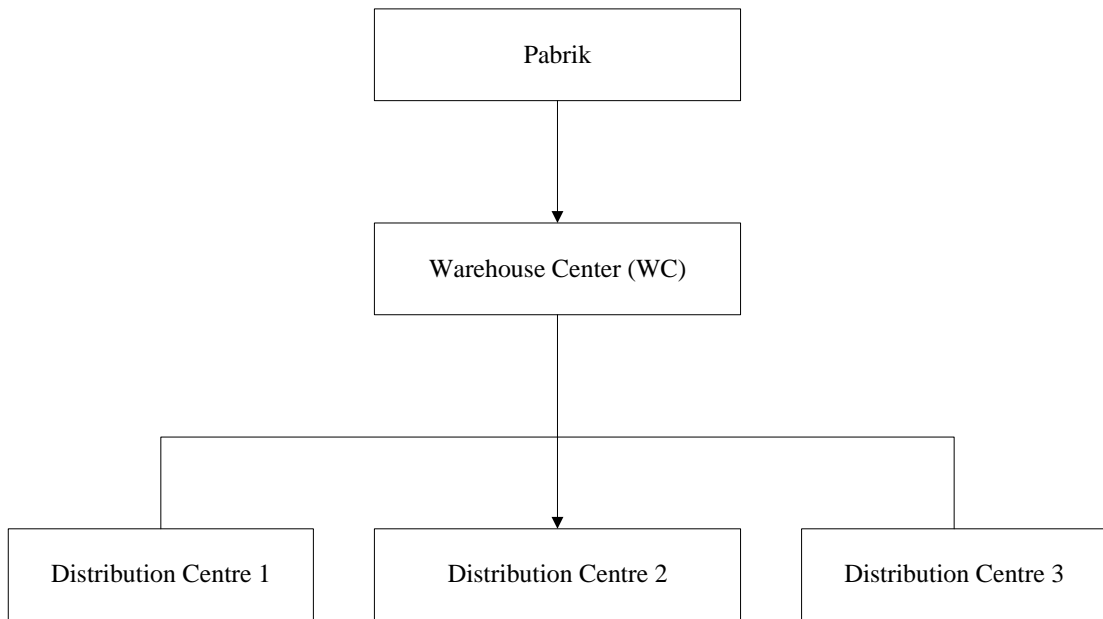 Pabrik
Warehouse Center (WC)
Distribution Centre 1
Distribution Centre 2
Distribution Centre 3